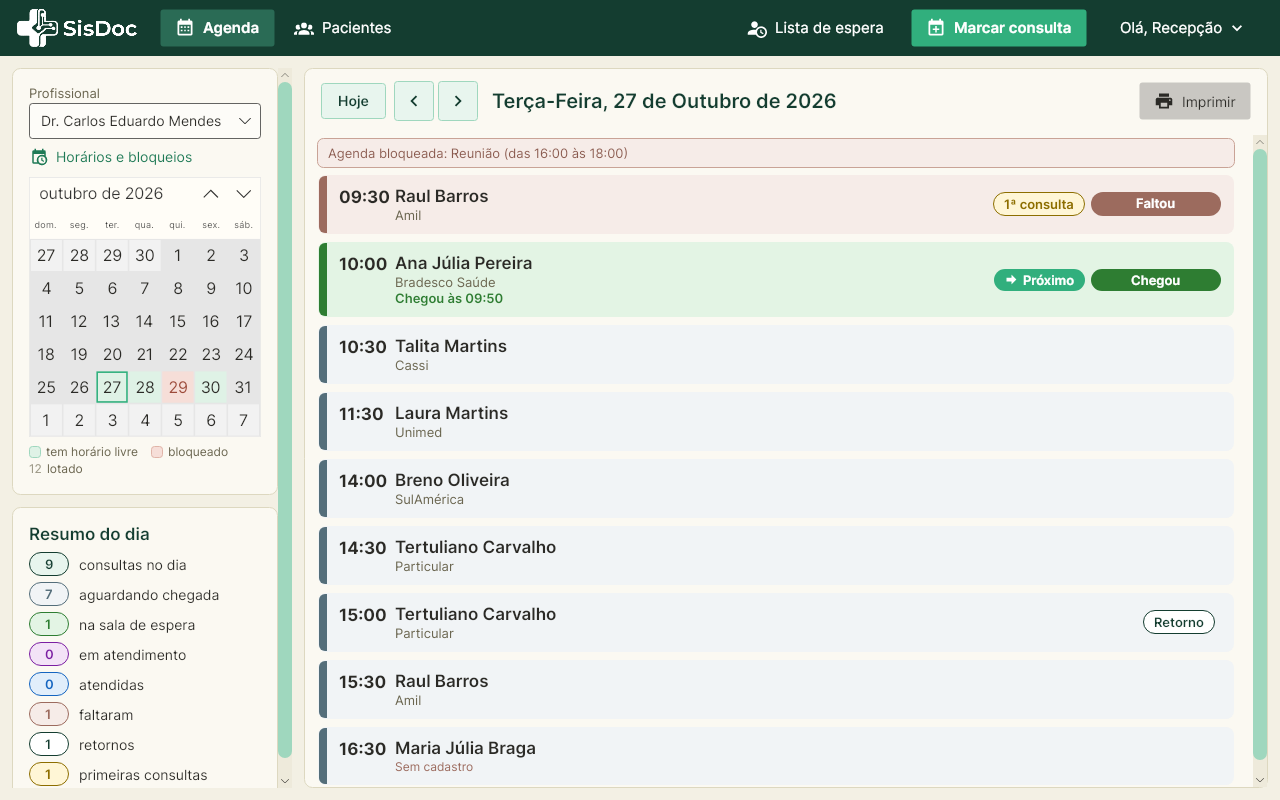 SisDoc
Agenda
Pacientes
Lista de espera
Marcar consulta
Olá, Recepção
Profissional
Dr. Carlos Eduardo Mendes
Horários e bloqueios
outubro de 2026
dom. seg. ter. qua. qui. sex. sáb.
27 28 29 30 1 2 3
4 5 6 7 8 9 10
11 12 13 14 15 16 17
18 19 20 21 22 23 24
25 26 27 28 29 30 31
1 2 3 4 5 6 7
tem horário livre bloqueado
12 lotado
Resumo do dia
9 consultas no dia
7 aguardando chegada
1 na sala de espera
0 em atendimento
0 atendidas
1 faltaram
1 retornos
1 primeiras consultas
Hoje
Terça-Feira, 27 de Outubro de 2026
Imprimir
Agenda bloqueada: Reunião (das 16:00 às 18:00)
09:30 Raul Barros
Amil
1ª consulta Faltou
10:00 Ana Júlia Pereira
Bradesco Saúde
Chegou às 09:50
Próximo Chegou
10:30 Talita Martins
Cassi
11:30 Laura Martins
Unimed
14:00 Breno Oliveira
SulAmérica
14:30 Tertuliano Carvalho
Particular
15:00 Tertuliano Carvalho
Particular
Retorno
15:30 Raul Barros
Amil
16:30 Maria Júlia Braga
Sem cadastro